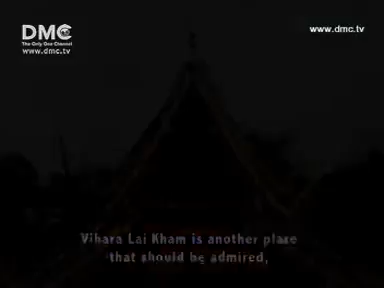 DMC
The Only One Channel
www.dmc.tv
www.dmc.tv
Vihara Lai Kham is another place
that should be admired,